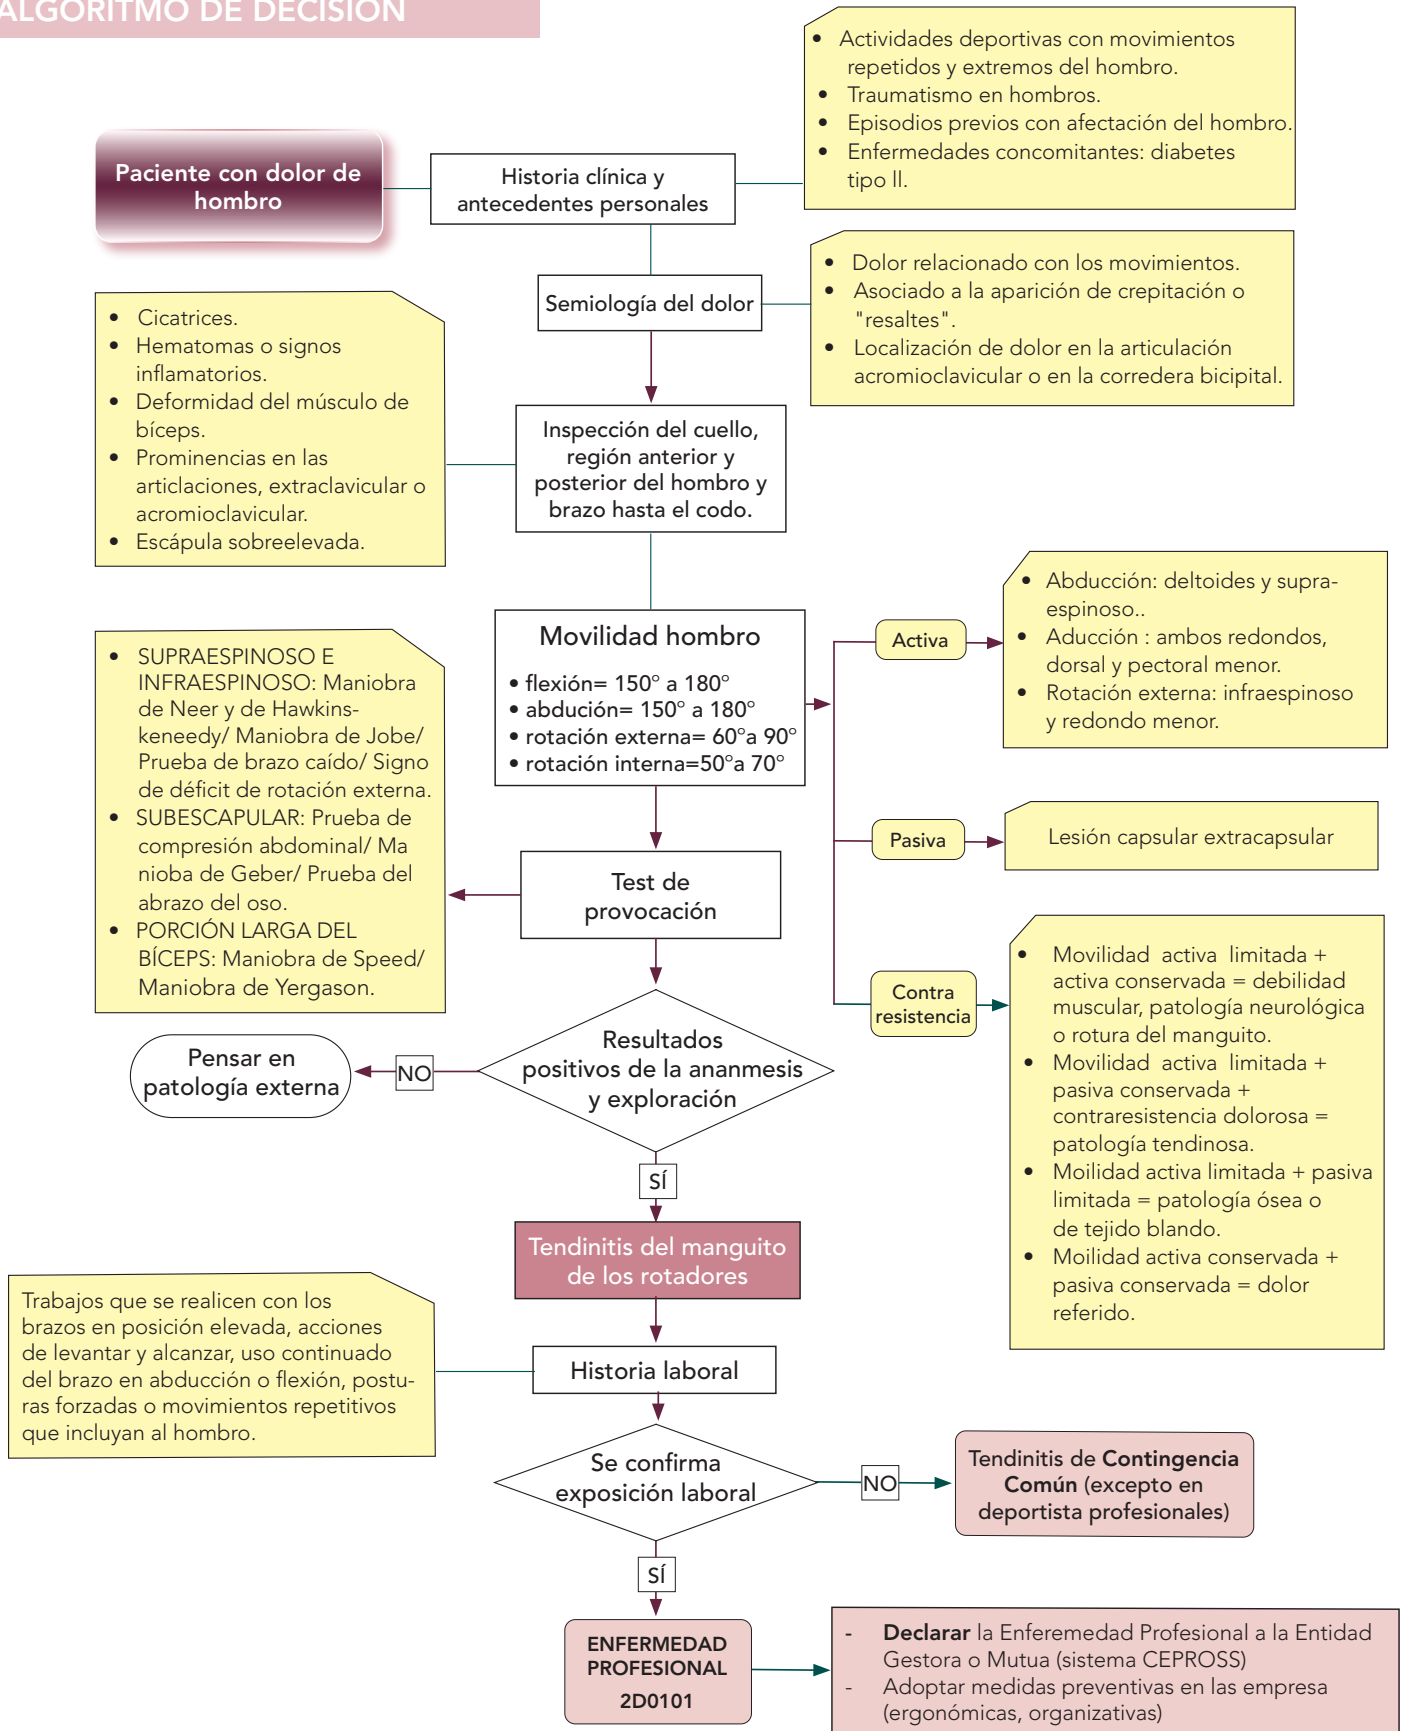 ALGORITMO DE DECISIÓN
• Actividades deportivas con movimientos
repetidos y extremos del hombro.
• Traumatismo en hombros.
• Episodios previos con afectación del hombro.
• Enfermedades concomitantes: diabetes
tipo II.
Paciente con dolor de
hombro
Historia clínica y
antecedentes personales
• Dolor relacionado con los movimientos.
• Asociado a la aparición de crepitación o
"resaltes".
• Localización de dolor en la articulación
acromioclavicular o en la corredera bicipital.
Semiología del dolor
• Cicatrices.
• Hematomas o signos
inflamatorios.
• Deformidad del músculo de
bíceps.
• Prominencias en las
articlaciones, extraclavicular o
acromioclavicular.
• Escápula sobreelevada.
Inspección del cuello,
región anterior y
posterior del hombro y
brazo hasta el codo.
Movilidad hombro
• flexión= 150º a 180º
• abdución= 150º a 180º
• rotación externa= 60ºa 90º
• rotación interna=50ºa 70º
Activa
• Abducción: deltoides y supra-
espinoso..
• Aducción : ambos redondos,
dorsal y pectoral menor.
• Rotación externa: infraespinoso
y redondo menor.
Pasiva
Lesión capsular extracapsular
Contra
resistencia
• Movilidad activa limitada +
activa conservada = debilidad
muscular, patología neurológica
o rotura del manguito.
• Movilidad activa limitada +
pasiva conservada +
contraresistencia dolorosa =
patología tendinosa.
• Moilidad activa limitada + pasiva
limitada = patología ósea o
de tejido blando.
• Moilidad activa conservada +
pasiva conservada = dolor
referido.
• SUPRAESPINOSO E
INFRAESPINOSO: Maniobra
de Neer y de Hawkins-
keneedy/ Maniobra de Jobe/
Prueba de brazo caído/ Signo
de déficit de rotación externa.
• SUBESCAPULAR: Prueba de
compresión abdominal/ Ma
nioba de Geber/ Prueba del
abrazo del oso.
• PORCIÓN LARGA DEL
BÍCEPS: Maniobra de Speed/
Maniobra de Yergason.
Test de
provocación
Resultados
positivos de la ananmesis
y exploración
NO
Pensar en
patología externa
SÍ
Tendinitis del manguito
de los rotadores
Trabajos que se realicen con los
brazos en posición elevada, acciones
de levantar y alcanzar, uso continuado
del brazo en abducción o flexión, postu-
ras forzadas o movimientos repetitivos
que incluyan al hombro.
Historia laboral
Se confirma
exposición laboral
NO
Tendinitis de Contingencia
Común (excepto en
deportista profesionales)
SÍ
ENFERMEDAD
PROFESIONAL
2D0101
- Declarar la Enferemedad Profesional a la Entidad
Gestora o Mutua (sistema CEPROSS)
- Adoptar medidas preventivas en las empresa
(ergonómicas, organizativas)